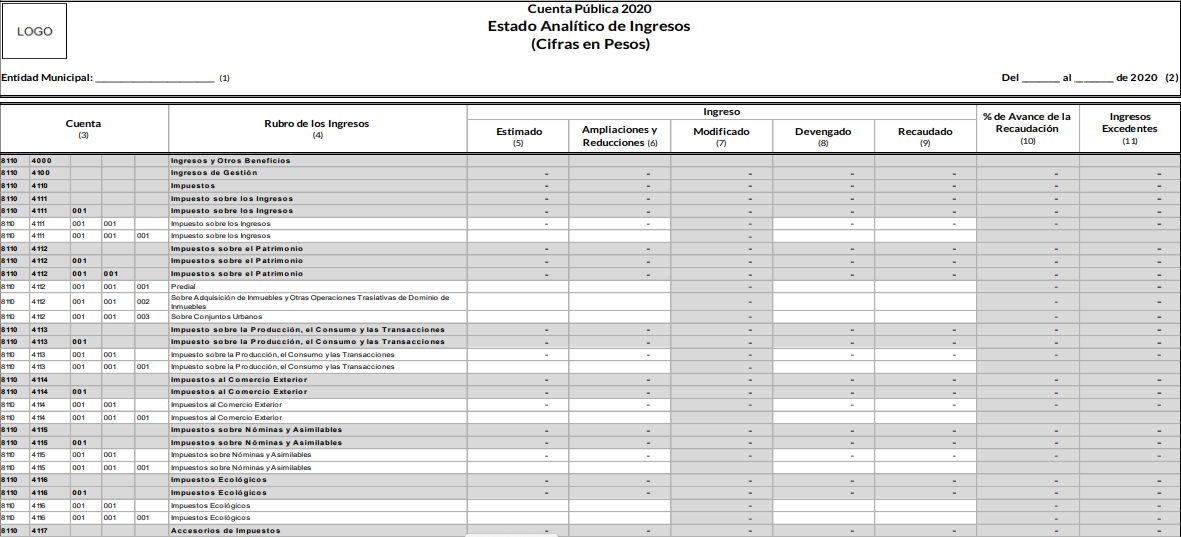 Cuenta Pública 2020
LOGO
Estado Analítico de Ingresos
(Cifras en Pesos)
Entidad Municipal: ______________________ (1) Del _______ al _______ de 2020 (2)
Cuenta (3) Rubro de los Ingresos (4) Ingreso % de Avance de la Recaudación (10) Ingresos Excedentes (11)
Estimado (5) Ampliaciones y Reducciones (6) Modificado (7) Devengado (8) Recaudado (9)
8110 4000 Ingresos y Otros Beneficios
8110 4100 Ingresos de Gestión - - - - - - -
8110 4110 Impuestos - - - - - - -
8110 4111 Impuesto sobre los Ingresos - - - - - - -
8110 4111 001 Impuesto sobre los Ingresos - - - - - - -
8110 4111 001 001 Impuesto sobre los Ingresos - - - - - - -
8110 4111 001 001 001 Impuesto sobre los Ingresos - - -
8110 4112 Impuestos sobre el Patrimonio - - - - - - -
8110 4112 001 Impuestos sobre el Patrimonio - - - - - - -
8110 4112 001 001 Impuestos sobre el Patrimonio - - - - - - -
8110 4112 001 001 001 Predial - - -
8110 4112 001 001 002 Sobre Adquisición de Inmuebles y Otras Operaciones Traslativas de Dominio de Inmuebles - - -
8110 4112 001 001 003 Sobre Conjuntos Urbanos - - -
8110 4113 Impuesto sobre la Producción, el Consumo y las Transacciones - - - - - - -
8110 4113 001 Impuesto sobre la Producción, el Consumo y las Transacciones - - - - - - -
8110 4113 001 001 Impuesto sobre la Producción, el Consumo y las Transacciones - - - - - - -
8110 4113 001 001 001 Impuesto sobre la Producción, el Consumo y las Transacciones - - -
8110 4114 Impuestos al Comercio Exterior - - - - - - -
8110 4114 001 Impuestos al Comercio Exterior - - - - - - -
8110 4114 001 001 Impuestos al Comercio Exterior - - - - - - -
8110 4114 001 001 001 Impuestos al Comercio Exterior - - -
8110 4115 Impuestos sobre Nóminas y Asimilables - - - - - - -
8110 4115 001 Impuestos sobre Nóminas y Asimilables - - - - - - -
8110 4115 001 001 Impuestos sobre Nóminas y Asimilables - - - - - - -
8110 4115 001 001 001 Impuestos sobre Nóminas y Asimilables - - -
8110 4116 Impuestos Ecológicos - - - - - - -
8110 4116 001 Impuestos Ecológicos - - - - - - -
8110 4116 001 001 Impuestos Ecológicos - - -
8110 4116 001 001 001 Impuestos Ecológicos - - -
8110 4117 Accesorios de Impuestos - - - - - - -